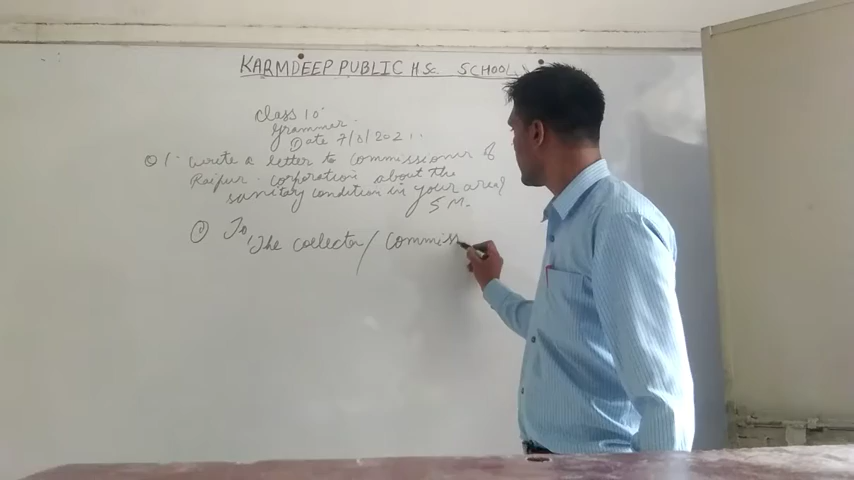 KARMDEEP PUBLIC H.Sc. SCHOOL
Class 10'
Grammer
Date 7/8/2021
Q 1. Write a letter to commissioner of
Raipur corporation about the
sanitary condition in your area?
5 M.
To,
The collector / commiss